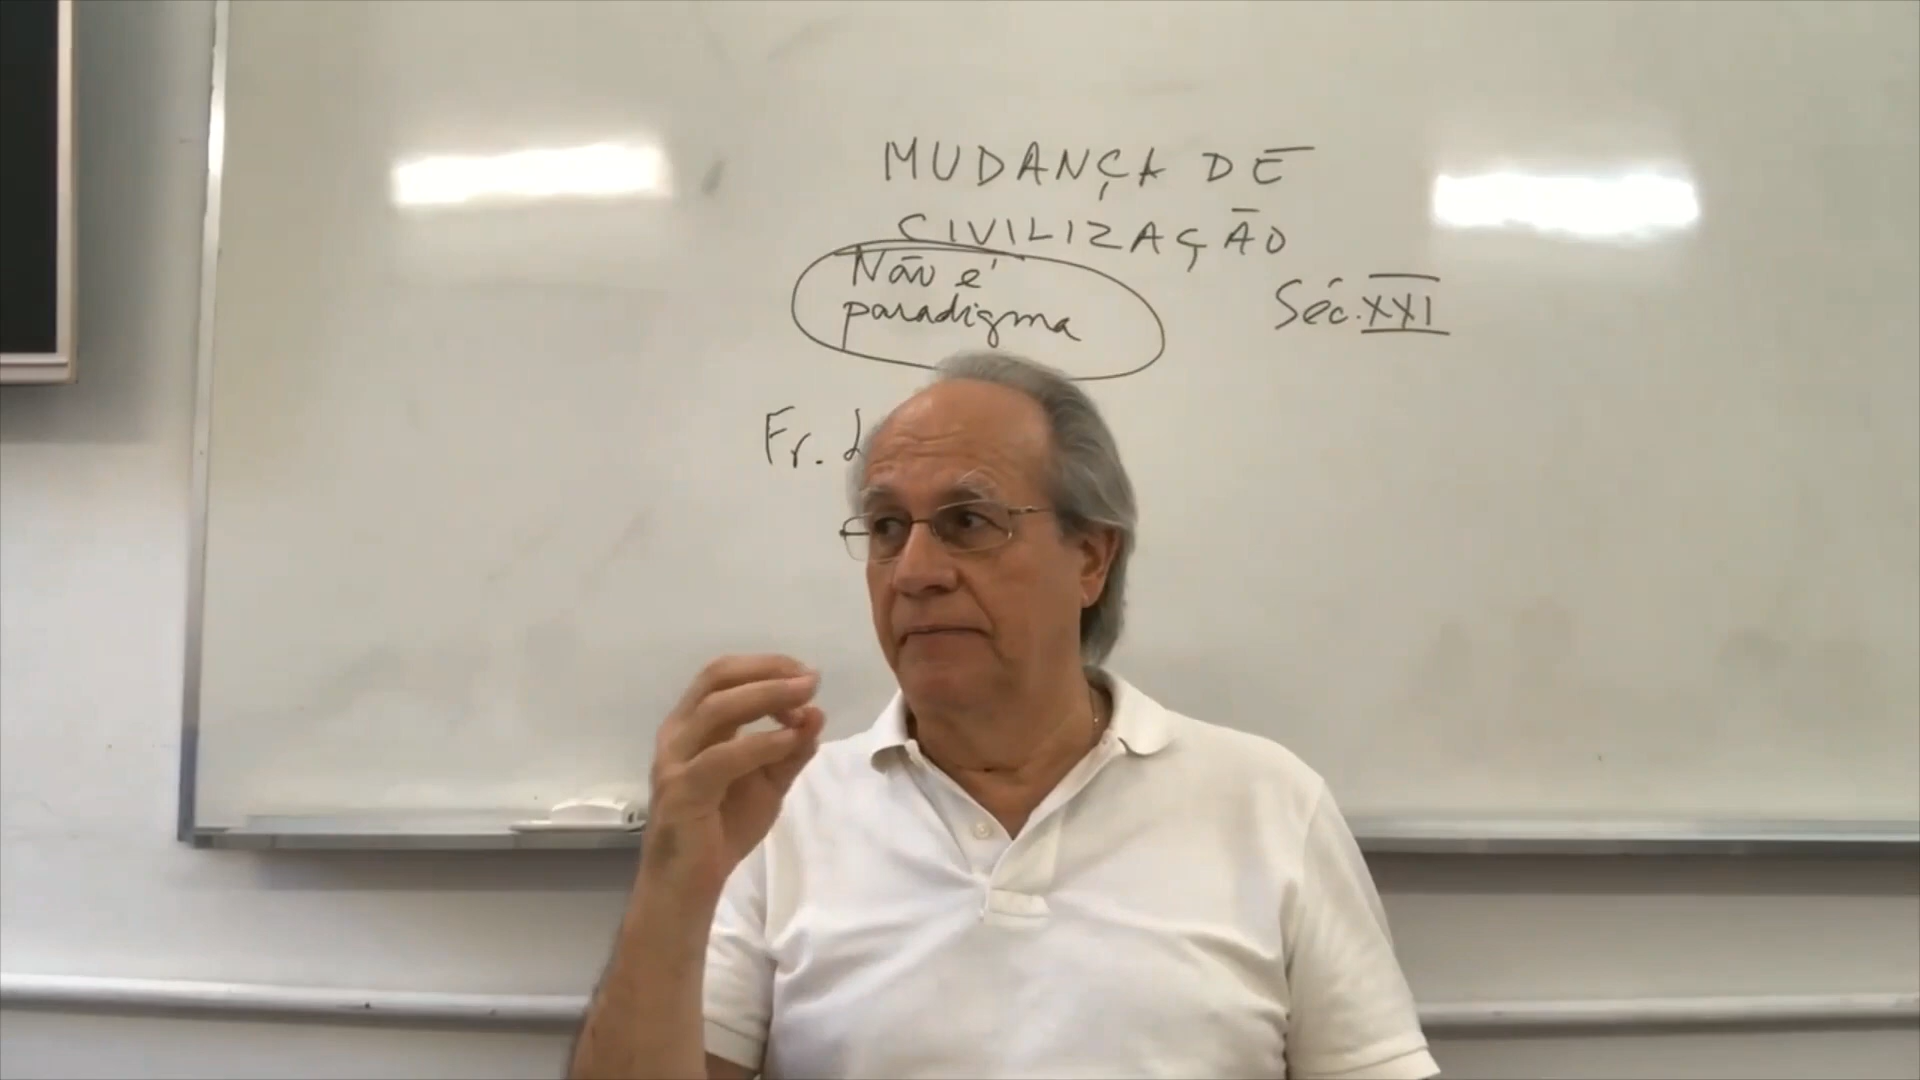 MUDANÇA DE
CIVILIZAÇÃO
Não é
paradigma
Séc. XXI
Fr.